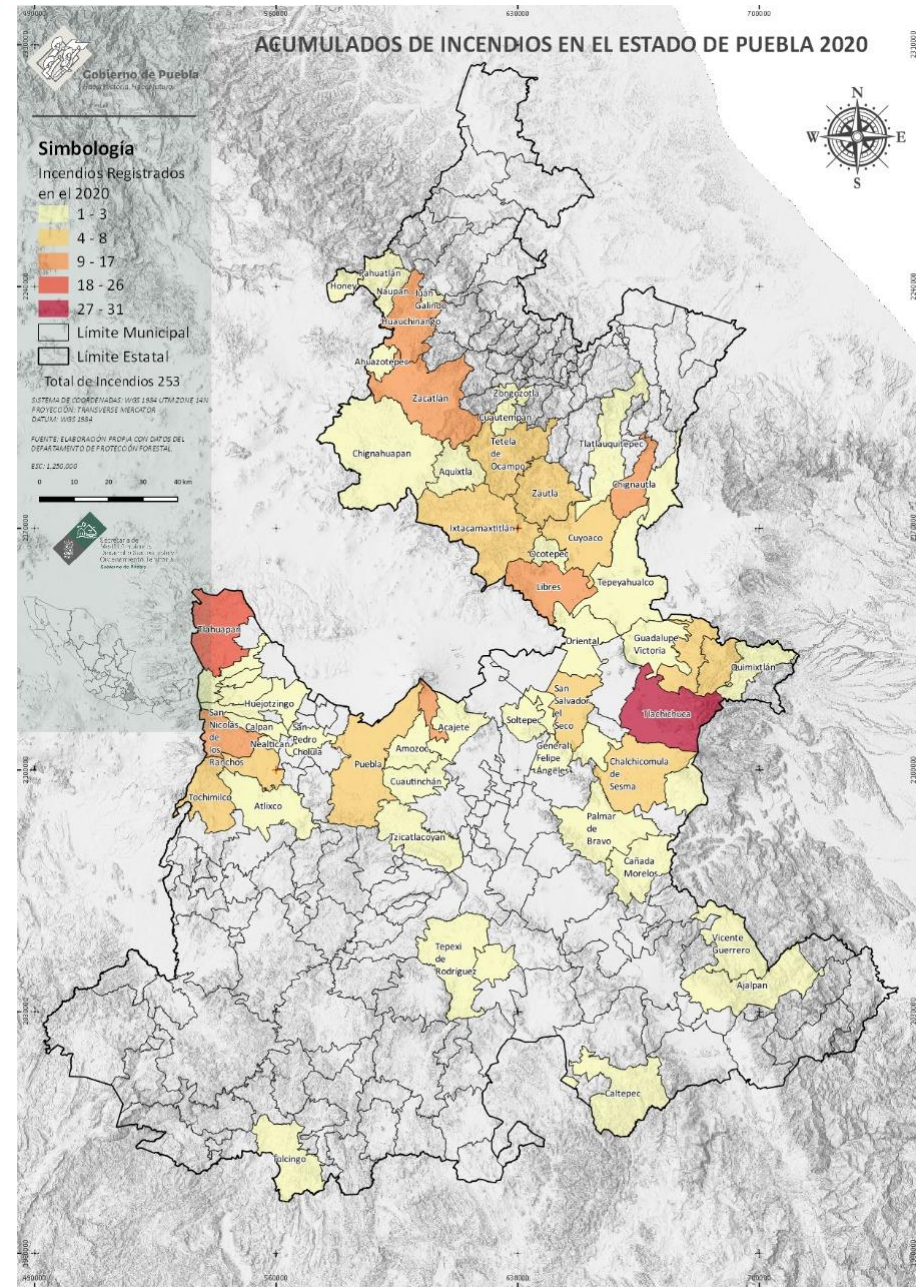 ACUMULADOS DE INCENDIOS EN EL ESTADO DE PUEBLA 2020
Gobierno de Puebla
N
W
E
S
Simbología
Incendios Registrados
en el 2020
1 - 3
4 - 8
9 - 17
18 - 26
27 - 31
Límite Municipal
Límite Estatal
Total de Incendios 253
SISTEMA DE COORDENADAS: WGS 1984 UTM ZONE 14N
PROYECCIÓN: TRANSVERSE MERCATOR
DATUM: WGS 1984
FUENTE: ELABORACIÓN PROPIA CON DATOS DEL
DEPARTAMENTO DE PROTECCIÓN FORESTAL
ESC: 1:250,000
0 10 20 30 40 km
Secretaría de
Gobierno de Puebla
Pahuatlán
Honey
Naupan
Juan
Galindo
Huauchinango
Ahuazotepec
Zacatlán
Zongozotla
Cuautempan
Chignahuapan
Tetela
de
Ocampo
Tlatlauquitepec
Aquixtla
Zautla
Chignautla
Ixtacamaxtitlán
Cuyoaco
Ocotepec
Libres
Tepeyahualco
Tlahuapan
Oriental
Guadalupe
Victoria
Quimixtlán
Huejotzingo
San
Salvador
el
Seco
Tlachichuca
San
Nicolás
de
los
Ranchos
Calpan
Nealtican
San
Pedro
Cholula
Soltepec
Acajete
Amozoc
General
Felipe
Ángeles
Puebla
Chalchicomula
de
Sesma
Cuautinchán
Tochimilco
Atlixco
Palmar
de
Bravo
Tzicatlacoyan
Cañada
Morelos
Tepexi
de
Rodríguez
Vicente
Guerrero
Ajalpan
Caltepec
Tulcingo